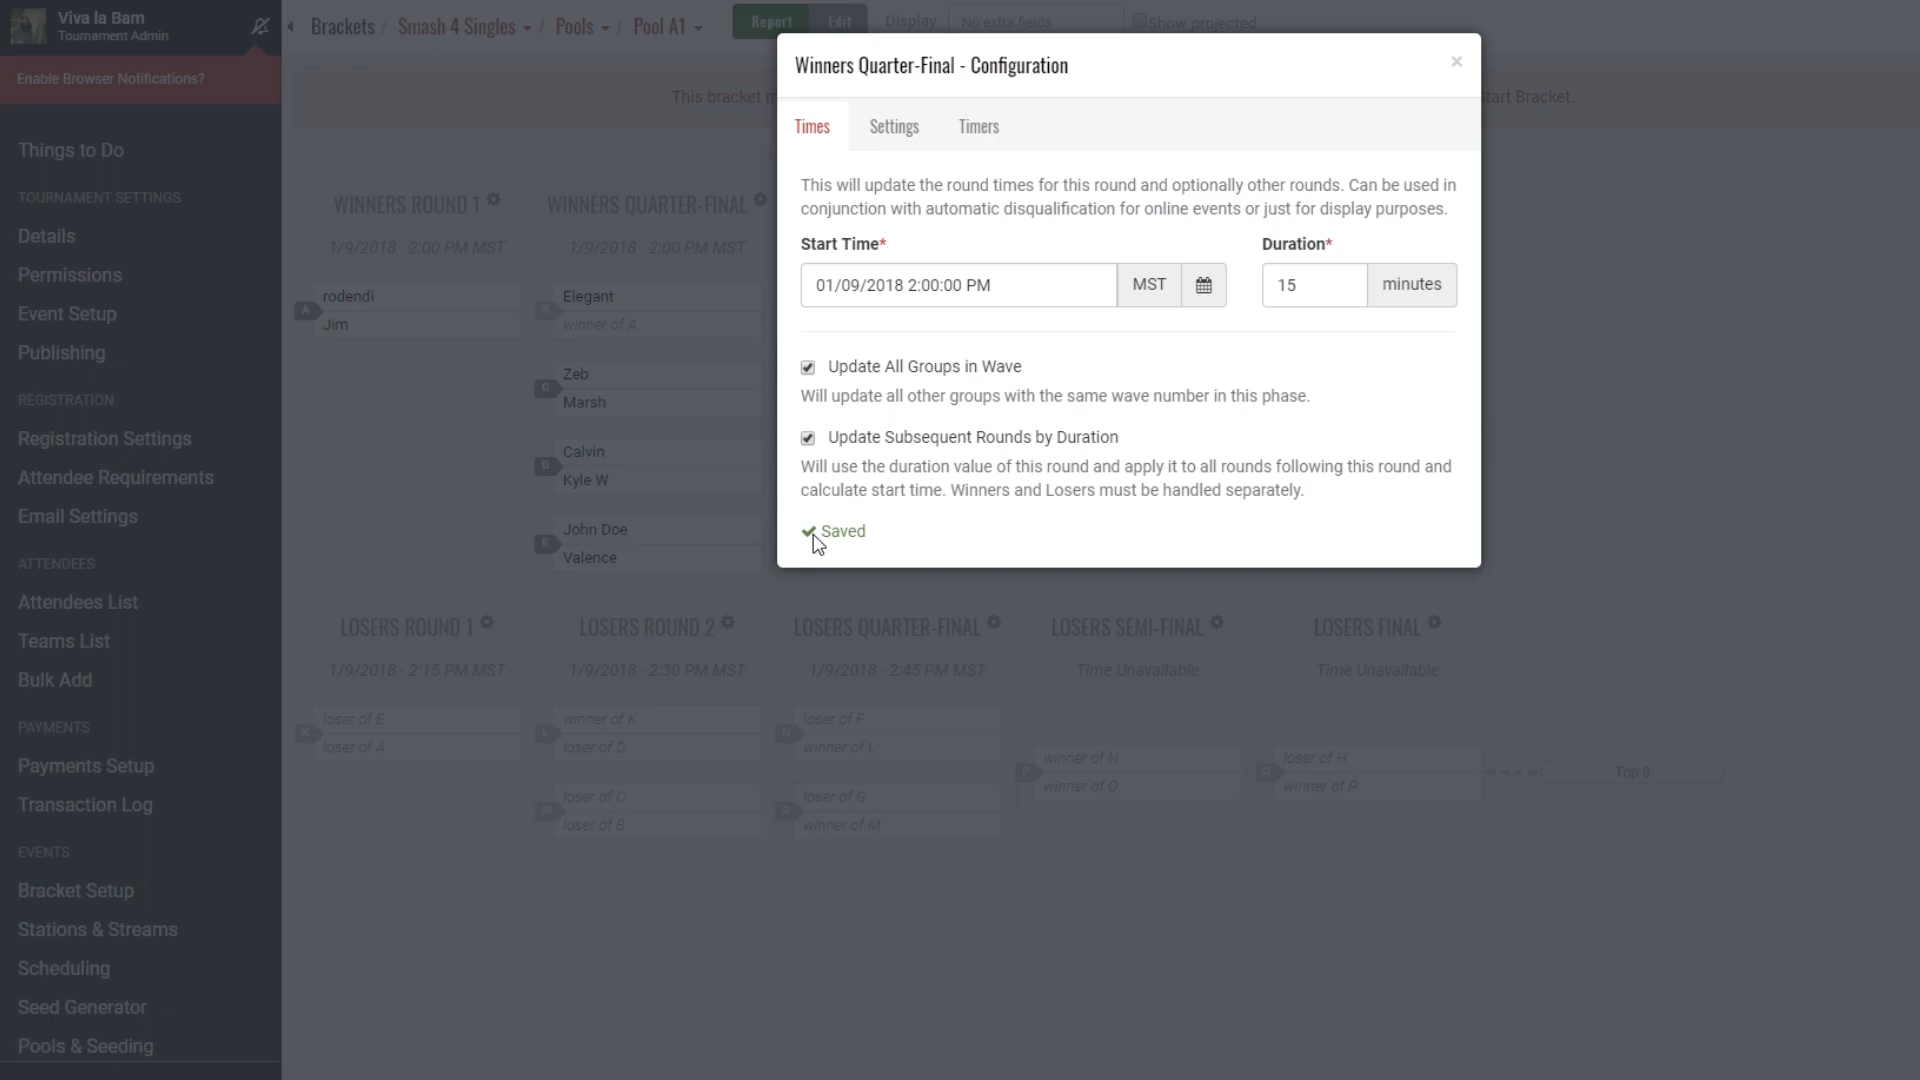 Viva la Bam
Tournament Admin
Enable Browser Notifications?
Things to Do
TOURNAMENT SETTINGS
Details
Permissions
Event Setup
Publishing
REGISTRATION
Registration Settings
Attendee Requirements
Email Settings
ATTENDEES
Attendees List
Teams List
Bulk Add
PAYMENTS
Payments Setup
Transaction Log
EVENTS
Bracket Setup
Stations & Streams
Scheduling
Seed Generator
Pools & Seeding
Brackets / Smash 4 Singles / Pools / Pool A1
Report Edit Display No extra fields Show projected
This bracket
tart Bracket.
Winners Quarter-Final - Configuration ×
Times Settings Timers
This will update the round times for this round and optionally other rounds. Can be used in
conjunction with automatic disqualification for online events or just for display purposes.
Start Time* Duration*
01/09/2018 2:00:00 PM MST 15 minutes
Update All Groups in Wave
Will update all other groups with the same wave number in this phase.
Update Subsequent Rounds by Duration
Will use the duration value of this round and apply it to all rounds following this round and
calculate start time. Winners and Losers must be handled separately.
Saved
WINNERS ROUND 1
1/9/2018 - 2:00 PM MST
A
rodendi
Jim
WINNERS QUARTER-FINAL
1/9/2018 - 2:00 PM MST
B
Elegant
winner of A
C
Zeb
Marsh
D
Calvin
Kyle W
E
John Doe
Valence
LOSERS ROUND 1
1/9/2018 - 2:15 PM MST
K
loser of E
loser of A
LOSERS ROUND 2
1/9/2018 - 2:30 PM MST
L
winner of K
loser of D
M
loser of C
loser of B
LOSERS QUARTER-FINAL
1/9/2018 - 2:45 PM MST
N
loser of F
winner of L
O
loser of G
winner of M
LOSERS SEMI-FINAL
Time Unavailable
P
winner of N
winner of O
LOSERS FINAL
Time Unavailable
Q
loser of H
winner of P
Top 8